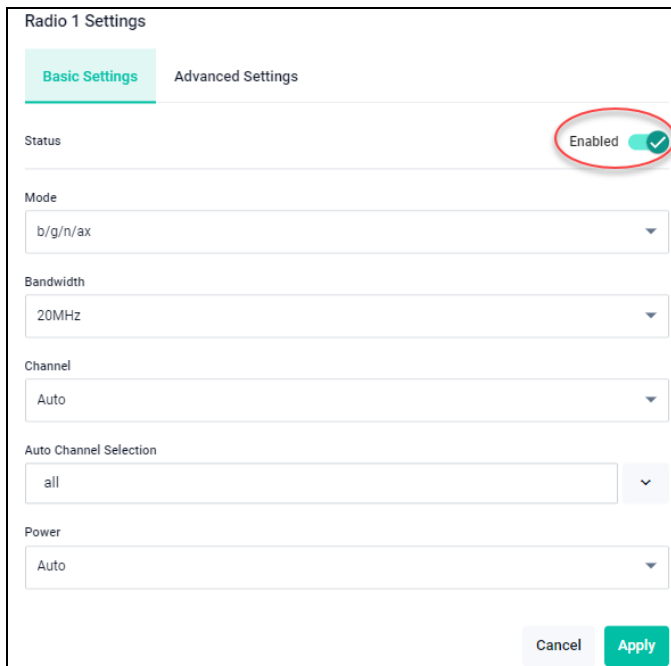 Radio 1 Settings
Basic Settings Advanced Settings
Status Enabled
Mode
b/g/n/ax
Bandwidth
20MHz
Channel
Auto
Auto Channel Selection
all
Power
Auto
Cancel Apply